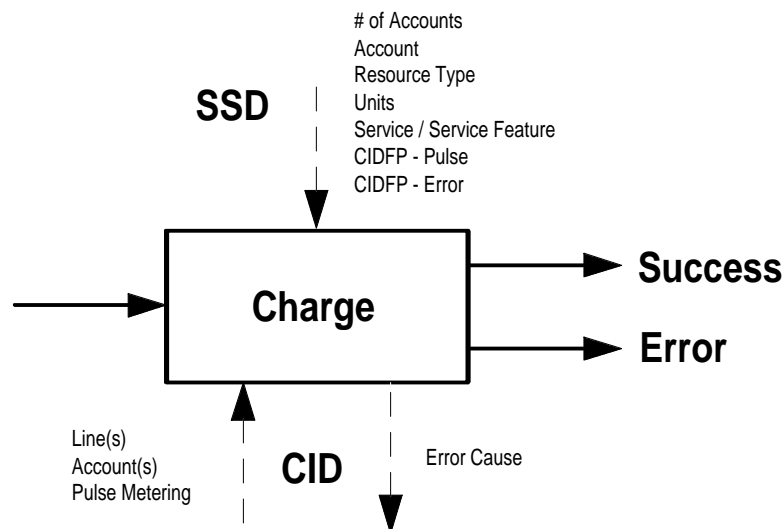 # of Accounts
Account
Resource Type
Units
Service / Service Feature
CIDFP - Pulse
CIDFP - Error
SSD
Charge
Success
Error
Line(s)
Account(s)
Pulse Metering
CID
Error Cause